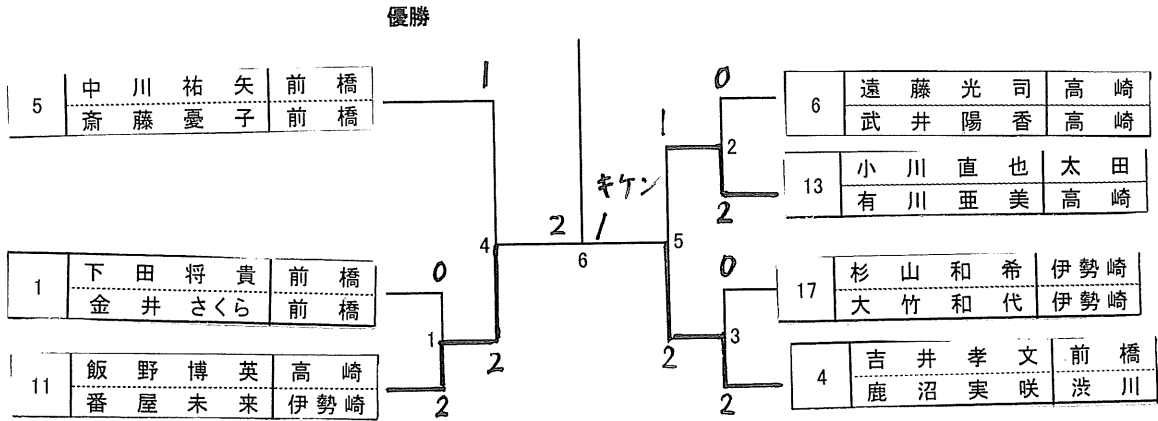 優勝
5 中川祐矢 前橋
斎藤憂子 前橋
1 下田将貴 前橋
金井さくら 前橋
11 飯野博英 高崎
番屋未来 伊勢崎
1
4
0
1
2
2
2 キケン 1
6
1
5
2
0
2
2
0
3
2
6 遠藤光司 高崎
武井陽香 高崎
13 小川直也 太田
有川亜美 高崎
17 杉山和希 伊勢崎
大竹和代 伊勢崎
4 吉井孝文 前橋
鹿沼実咲 渋川